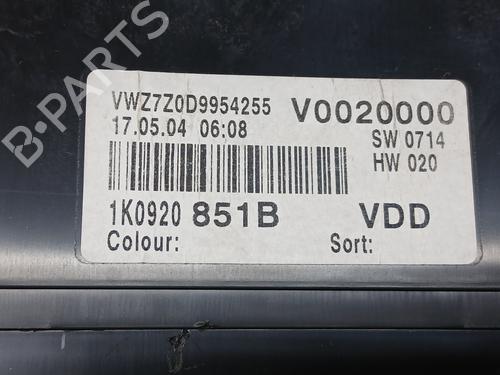 B-PARTS
VWZ7Z0D9954255 V0020000
17.05.04 06:08 SW 0714
HW 020
1K0920 851B VDD
Colour: Sort: